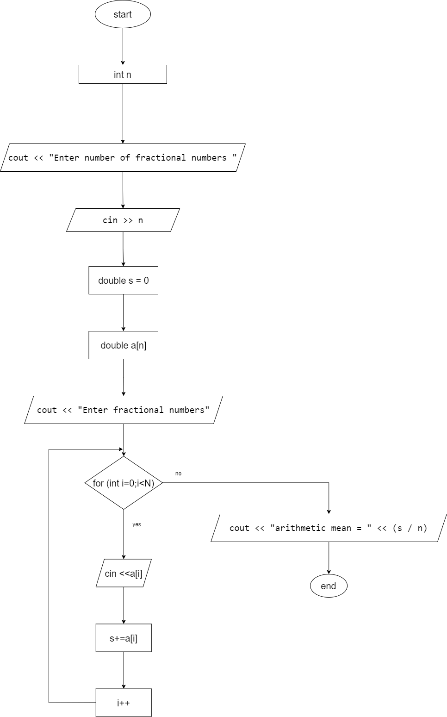 start
int n
cout << "Enter number of fractional numbers "
cin >> n
double s = 0
double a[n]
cout << "Enter fractional numbers"
for (int i=0;i<N)
no
yes
cout << "arithmetic mean = " << (s / n)
cin <<a[i]
end
s+=a[i]
i++